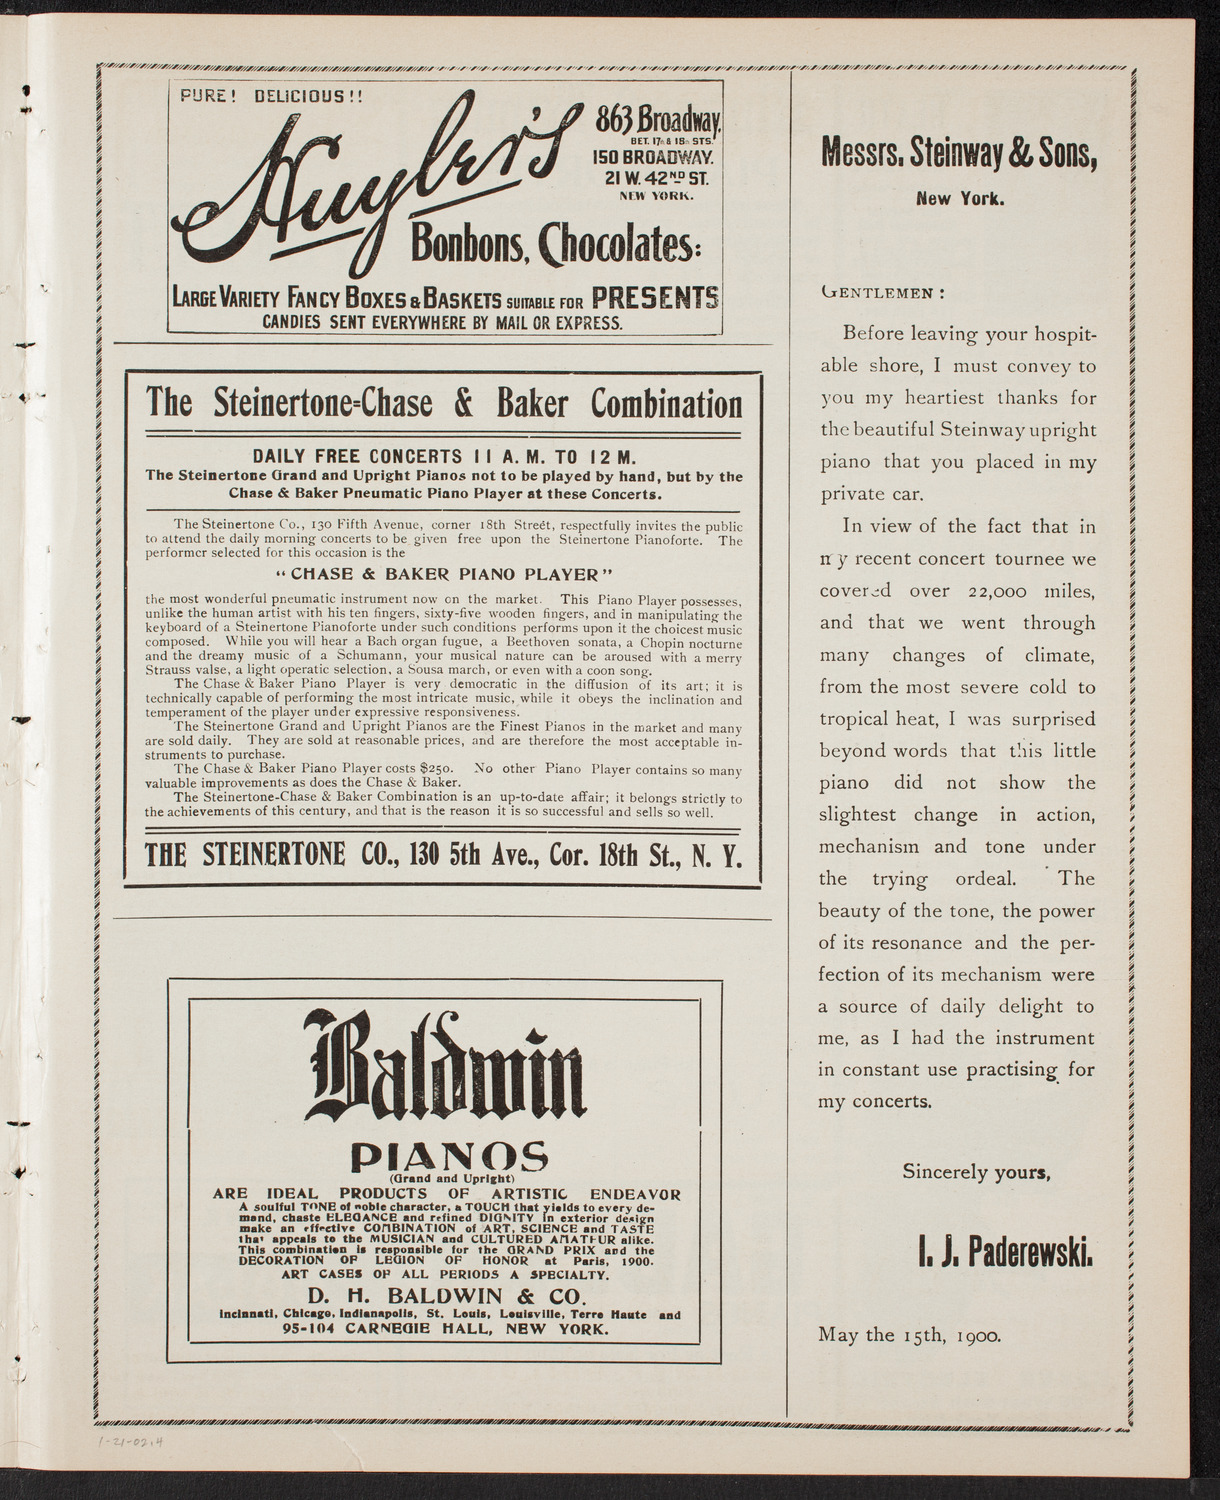 PURE! DELICIOUS!!
Huyler's
863 Broadway.
BET. 17TH & 18TH STS.
150 BROADWAY.
21 W. 42ND ST.
NEW YORK.
Bonbons, Chocolates:
LARGE VARIETY FANCY BOXES & BASKETS SUITABLE FOR PRESENTS
CANDIES SENT EVERYWHERE BY MAIL OR EXPRESS.
The Steinertone=Chase & Baker Combination
DAILY FREE CONCERTS 11 A. M. TO 12 M.
The Steinertone Grand and Upright Pianos not to be played by hand, but by the
Chase & Baker Pneumatic Piano Player at these Concerts.
The Steinertone Co., 130 Fifth Avenue, corner 18th Street, respectfully invites the public
to attend the daily morning concerts to be given free upon the Steinertone Pianoforte. The
performer selected for this occasion is the
"CHASE & BAKER PIANO PLAYER"
the most wonderful pneumatic instrument now on the market. This Piano Player possesses,
unlike the human artist with his ten fingers, sixty-five wooden fingers, and in manipulating the
keyboard of a Steinertone Pianoforte under such conditions performs upon it the choicest music
composed. While you will hear a Bach organ fugue, a Beethoven sonata, a Chopin nocturne
and the dreamy music of a Schumann, your musical nature can be aroused with a merry
Strauss valse, a light operatic selection, a Sousa march, or even with a coon song.
The Chase & Baker Piano Player is very democratic in the diffusion of its art; it is
technically capable of performing the most intricate music, while it obeys the inclination and
temperament of the player under expressive responsiveness.
The Steinertone Grand and Upright Pianos are the Finest Pianos in the market and many
are sold daily. They are sold at reasonable prices, and are therefore the most acceptable in-
struments to purchase.
The Chase & Baker Piano Player costs $250. No other Piano Player contains so many
valuable improvements as does the Chase & Baker.
The Steinertone-Chase & Baker Combination is an up-to-date affair; it belongs strictly to
the achievements of this century, and that is the reason it is so successful and sells so well.
THE STEINERTONE CO., 130 5th Ave., Cor. 18th St., N. Y.
Baldwin
PIANOS
(Grand and Upright)
ARE IDEAL PRODUCTS OF ARTISTIC ENDEAVOR
A soulful TONE of noble character, a TOUCH that yields to every de-
mand, chaste ELEGANCE and refined DIGNITY in exterior design
make an effective COMBINATION of ART, SCIENCE and TASTE
that appeals to the MUSICIAN and CULTURED AMATEUR alike.
This combination is responsible for the GRAND PRIX and the
DECORATION OF LEGION OF HONOR at Paris, 1900.
ART CASES OF ALL PERIODS A SPECIALTY.
D. H. BALDWIN & CO.
incinnati, Chicago, Indianapolis, St. Louis, Louisville, Terre Haute and
95-104 CARNEGIE HALL, NEW YORK.
Messrs. Steinway & Sons,
New York.
GENTLEMEN:
Before leaving your hospit-
able shore, I must convey to
you my heartiest thanks for
the beautiful Steinway upright
piano that you placed in my
private car.
In view of the fact that in
my recent concert tournee we
covered over 22,000 miles,
and that we went through
many changes of climate,
from the most severe cold to
tropical heat, I was surprised
beyond words that this little
piano did not show the
slightest change in action,
mechanism and tone under
the trying ordeal. The
beauty of the tone, the power
of its resonance and the per-
fection of its mechanism were
a source of daily delight to
me, as I had the instrument
in constant use practising for
my concerts.
Sincerely yours,
I. J. Paderewski.
May the 15th, 1900.
1-21-02.4